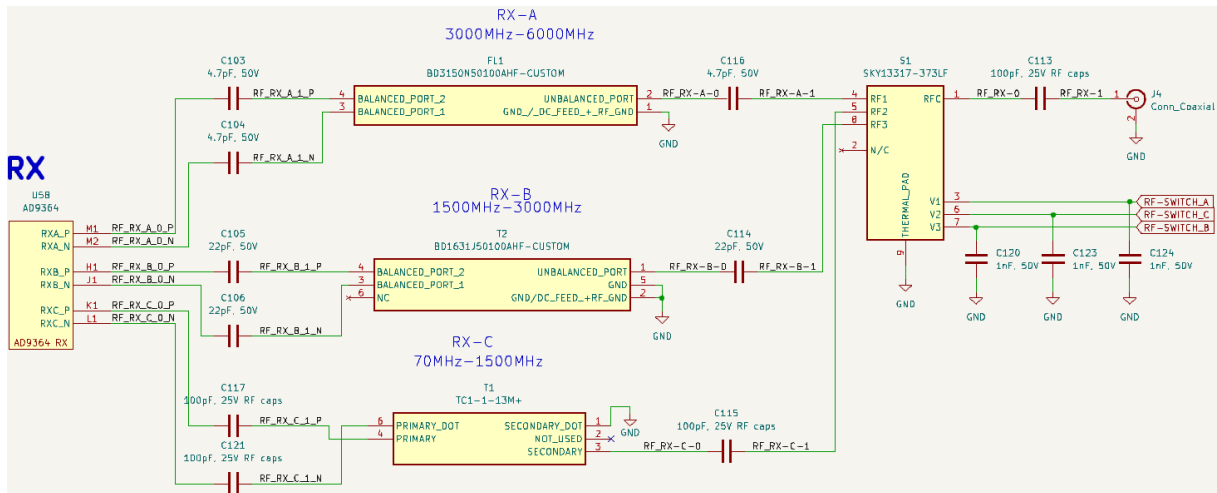 RX-A
3000MHz-6000MHz
C103
4.7pF, 50V
RF_RX_A_1_P
FL1
BD3150N50100AHF-CUSTOM
4 BALANCED_PORT_2
3 BALANCED_PORT_1
UNBALANCED_PORT 2
GND_/_DC_FEED_+_RF_GND 1
GND
C116
4.7pF, 50V
RF_RX-A-0
RF_RX-A-1
S1
SKY13317-373LF
4 RF1
5 RF2
8 RF3
2 N/C
RFC 1
THERMAL_PAD
9
GND
V1 3
V2 6
V3 7
C113
100pF, 25V RF caps
RF_RX-0
RF_RX-1
J4
Conn_Coaxial
1
2
GND
RF-SWITCH_A
RF-SWITCH_C
RF-SWITCH_B
C120
1nF, 50V
GND
C123
1nF, 50V
GND
C124
1nF, 50V
GND
C104
4.7pF, 50V
RF_RX_A_1_N
RX
U5B
AD9364
RXA_P M1 RF_RX_A_0_P
RXA_N M2 RF_RX_A_0_N
RXB_P H1 RF_RX_B_0_P
RXB_N J1 RF_RX_B_0_N
RXC_P K1 RF_RX_C_0_P
RXC_N L1 RF_RX_C_0_N
AD9364 RX
RX-B
1500MHz-3000MHz
C105
22pF, 50V
RF_RX_B_1_P
T2
BD1631J50100AHF-CUSTOM
4 BALANCED_PORT_2
3 BALANCED_PORT_1
6 NC
UNBALANCED_PORT 1
GND 5
GND/DC_FEED_+RF_GND 2
GND
C114
22pF, 50V
RF_RX-B-0
RF_RX-B-1
C106
22pF, 50V
RF_RX_B_1_N
RX-C
70MHz-1500MHz
C117
100pF, 25V RF caps
RF_RX_C_1_P
T1
TC1-1-13M+
6 PRIMARY_DOT
4 PRIMARY
SECONDARY_DOT 1
NOT_USED 2
SECONDARY 3
GND
C115
100pF, 25V RF caps
RF_RX-C-0
RF_RX-C-1
C121
100pF, 25V RF caps
RF_RX_C_1_N